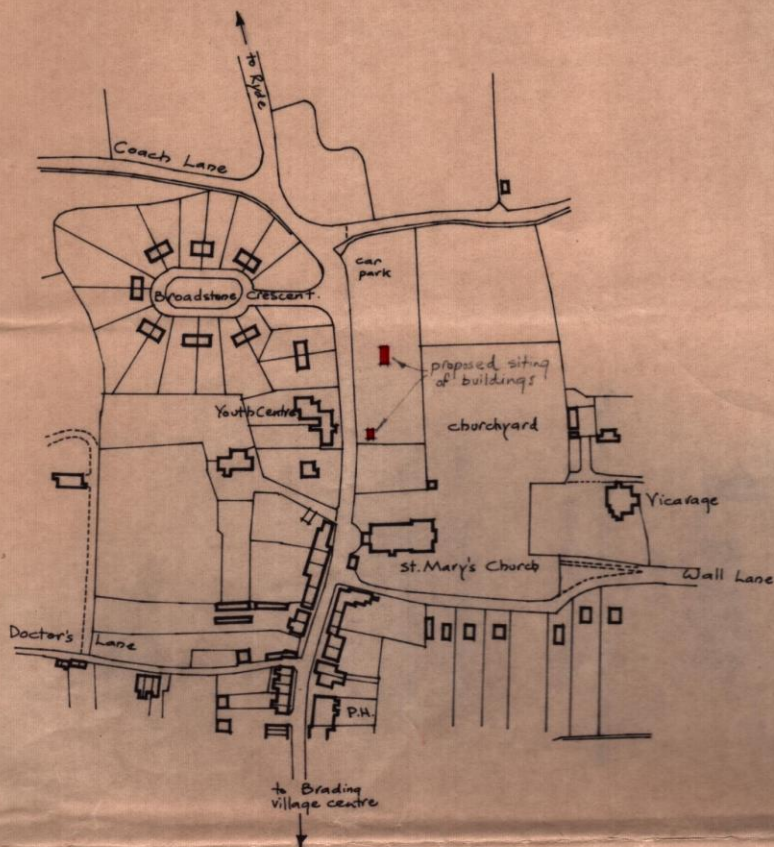 to Ryde
Coach Lane
car
park
Broadstone Crescent.
proposed siting
of buildings
Youth Centre
churchyard
Vicarage
St. Mary's Church
Wall Lane
Doctor's Lane
P.H.
to Brading
village centre